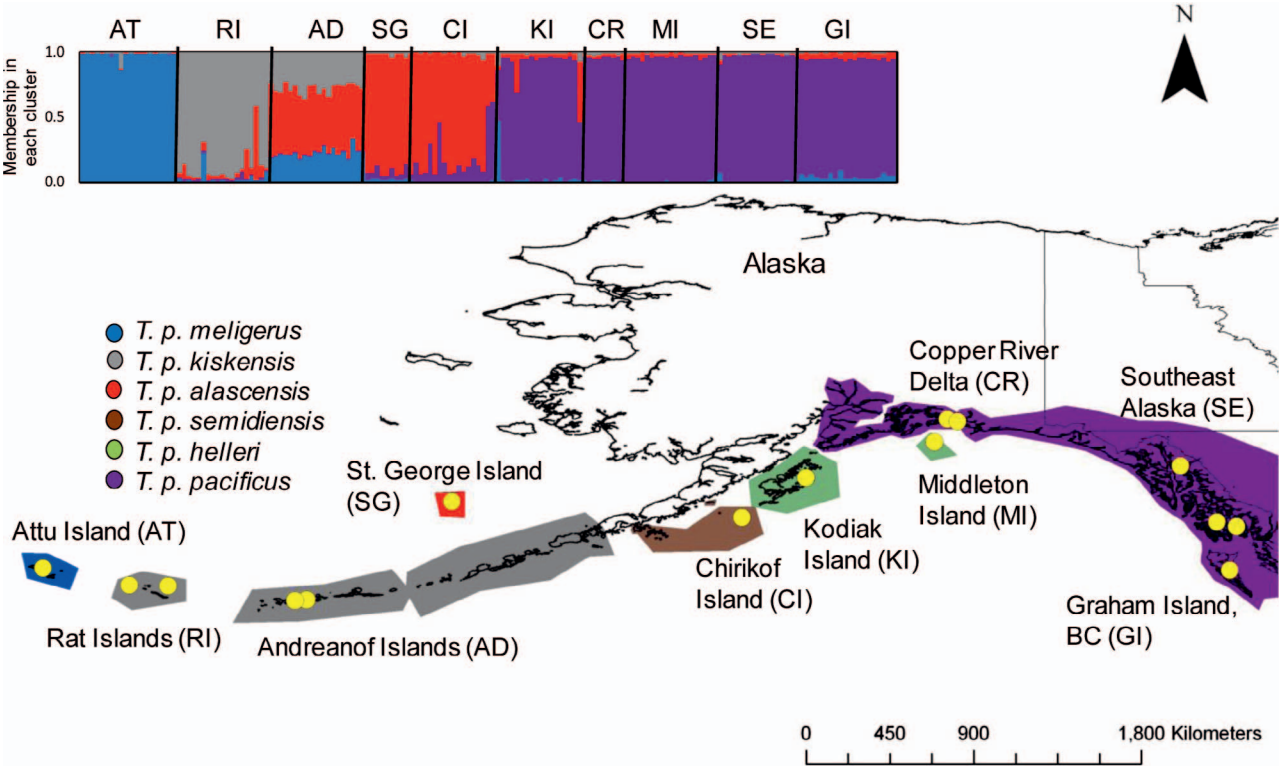 AT RI AD SG CI KI CR MI SE GI
N
Membership in
each cluster
1.0
0.5
0.0
Alaska
T. p. meligerus
T. p. kiskensis
T. p. alascensis
T. p. semidiensis
T. p. helleri
T. p. pacificus
Copper River
Delta (CR)
Southeast
Alaska (SE)
St. George Island
(SG)
Middleton
Island (MI)
Attu Island (AT)
Kodiak
Island (KI)
Chirikof
Island (CI)
Graham Island,
BC (GI)
Rat Islands (RI)
Andreanof Islands (AD)
0 450 900 1,800 Kilometers